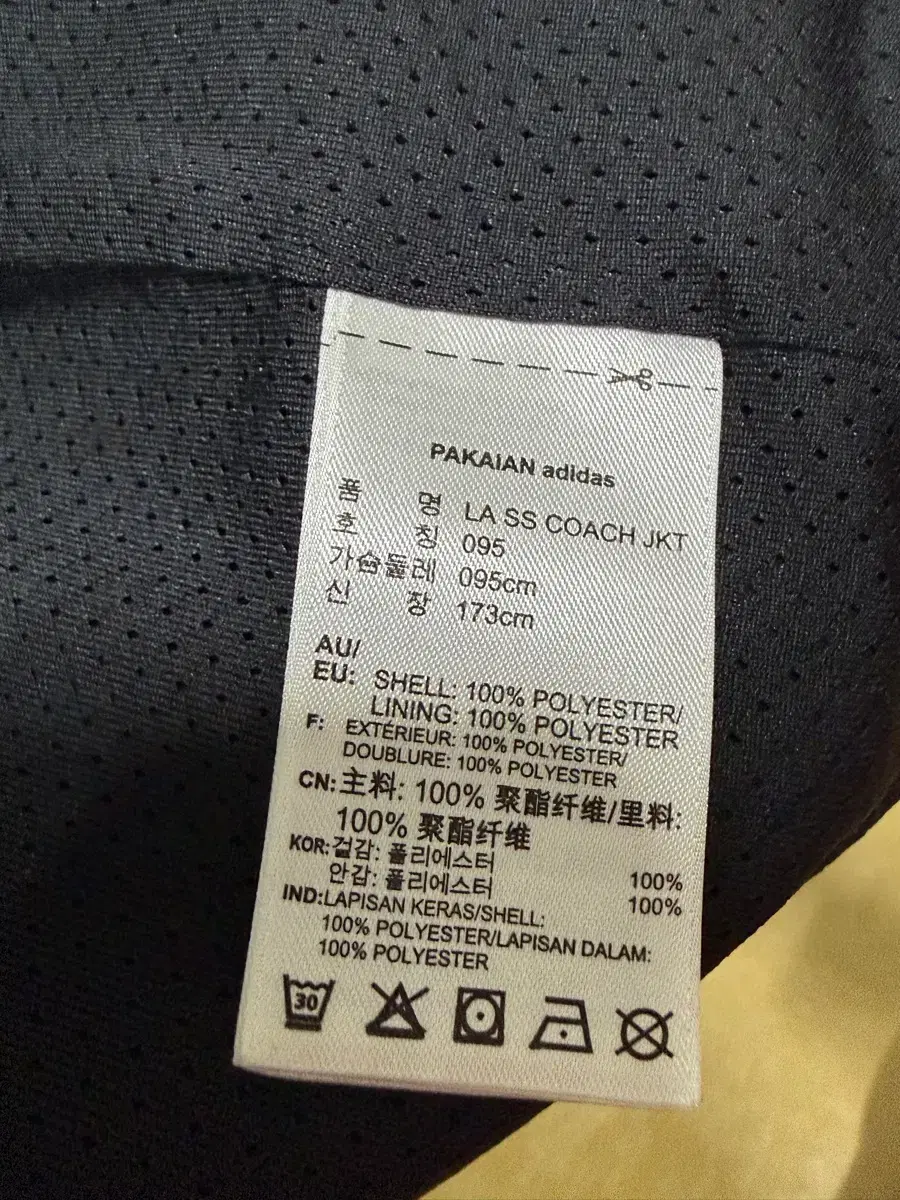 PAKAIAN adidas
품 명 LA SS COACH JKT
호 칭 095
가슴둘레 095cm
신 장 173cm
AU/
EU: SHELL: 100% POLYESTER/
LINING: 100% POLYESTER
F: EXTÉRIEUR: 100% POLYESTER/
DOUBLURE: 100% POLYESTER
CN:主料: 100% 聚酯纤维/里料:
100% 聚酯纤维
KOR:겉감: 폴리에스터 100%
안감: 폴리에스터 100%
IND:LAPISAN KERAS/SHELL:
100% POLYESTER/LAPISAN DALAM:
100% POLYESTER
30